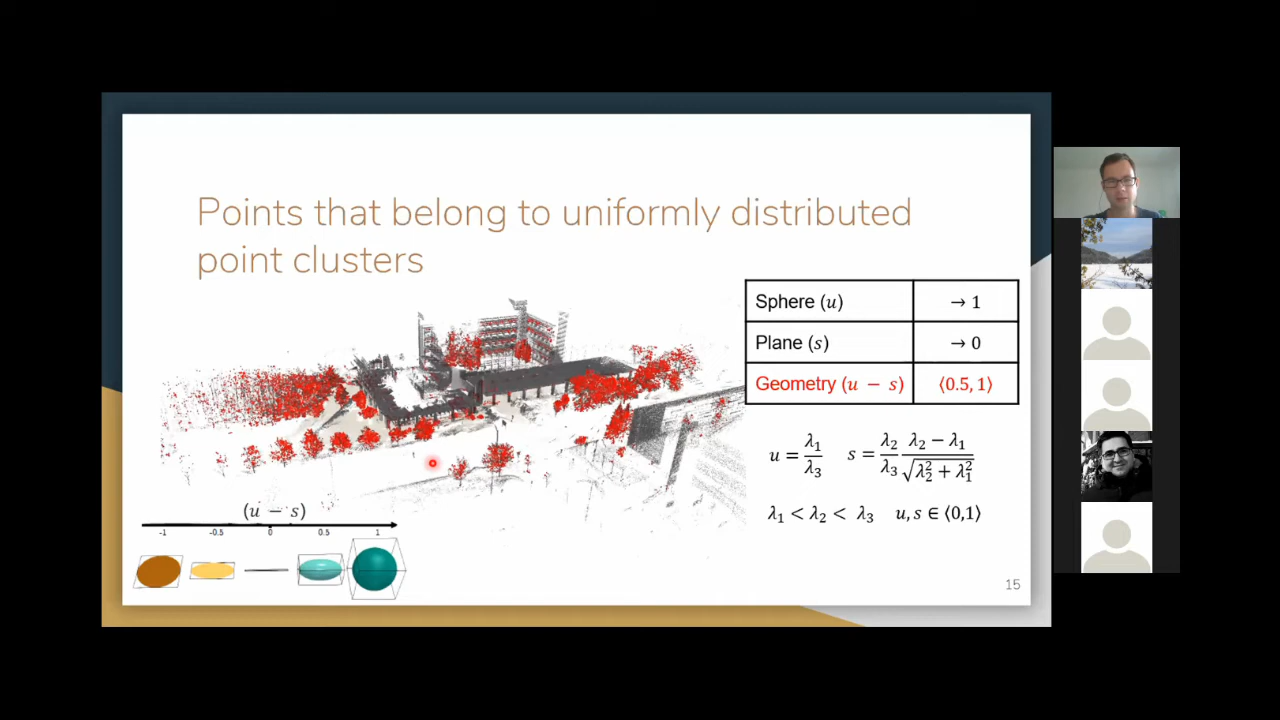 Points that belong to uniformly distributed
point clusters
Sphere (u) → 1
Plane (s) → 0
Geometry (u − s) ⟨0.5, 1⟩
u = λ₁/λ₃ s = λ₂/λ₃ (λ₂ − λ₁)/√(λ₂² + λ₁²)
λ₁ < λ₂ < λ₃ u, s ∈ ⟨0,1⟩
(u − s)
-1 -0.5 0 0.5 1
15